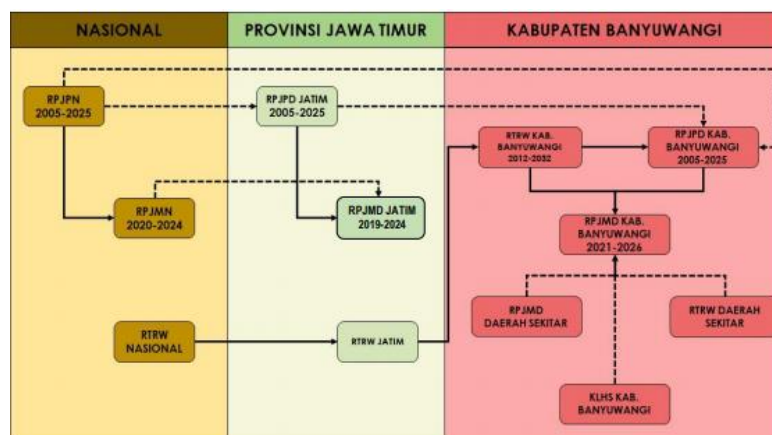 NASIONAL
PROVINSI JAWA TIMUR
KABUPATEN BANYUWANGI
RPJPN
2005-2025
RPJPD JATIM
2005-2025
RTRW KAB.
BANYUWANGI
2012-2032
RPJPD KAB.
BANYUWANGI
2005-2025
RPJMN
2020-2024
RPJMD JATIM
2019-2024
RPJMD KAB.
BANYUWANGI
2021-2026
RPJMD
DAERAH SEKITAR
RTRW DAERAH
SEKITAR
RTRW
NASIONAL
RTRW JATIM
KLHS KAB.
BANYUWANGI